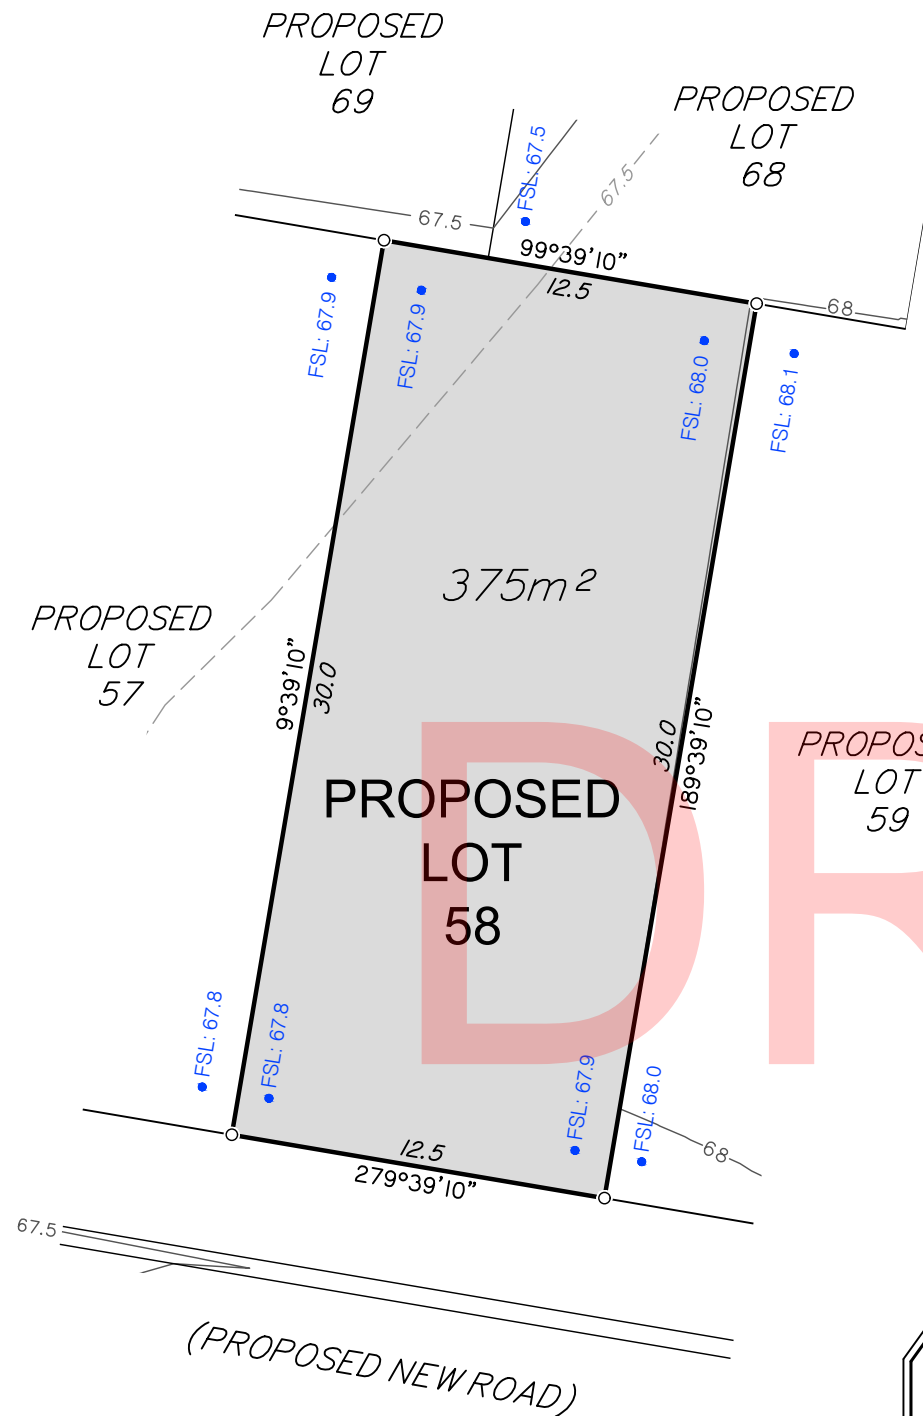 PROPOSED
LOT
69
PROPOSED
LOT
68
FSL: 67.5
67.5
67.5
99°39'10"
12.5
68
FSL: 67.9
FSL: 67.9
FSL: 68.0
FSL: 68.1
375m²
PROPOSED
LOT
57
9°39'10"
30.0
30.0
189°39'10"
PROPOS
LOT
59
PROPOSED
LOT
58
DR
FSL: 67.8
FSL: 67.8
FSL: 67.9
FSL: 68.0
12.5
279°39'10"
68
67.5
(PROPOSED NEW ROAD)